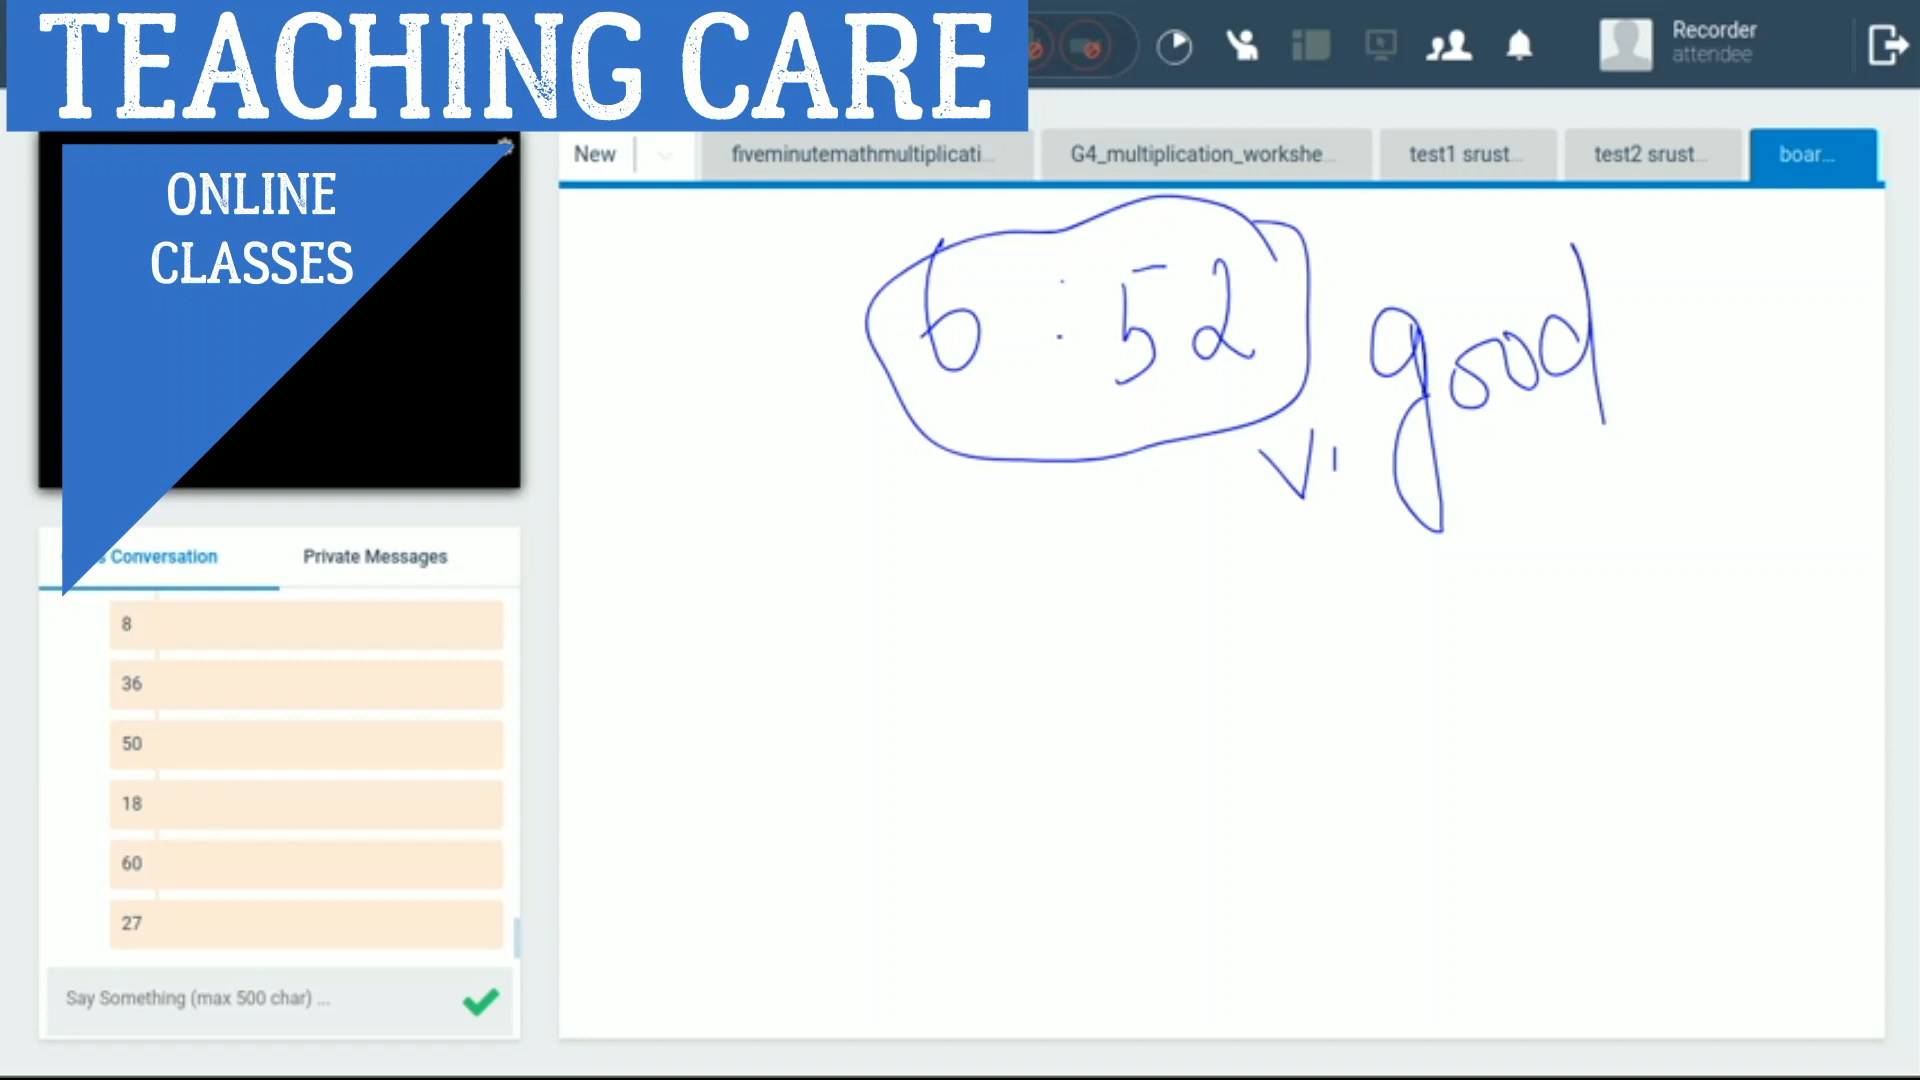 TEACHING CARE
Recorder
attendee
ONLINE
CLASSES
New
fiveminutemathmultiplicati...
G4_multiplication_workshe...
test1 srust...
test2 srust...
boar...
6 : 52
v. good
Conversation
Private Messages
8
36
50
18
60
27
Say Something (max 500 char) ...